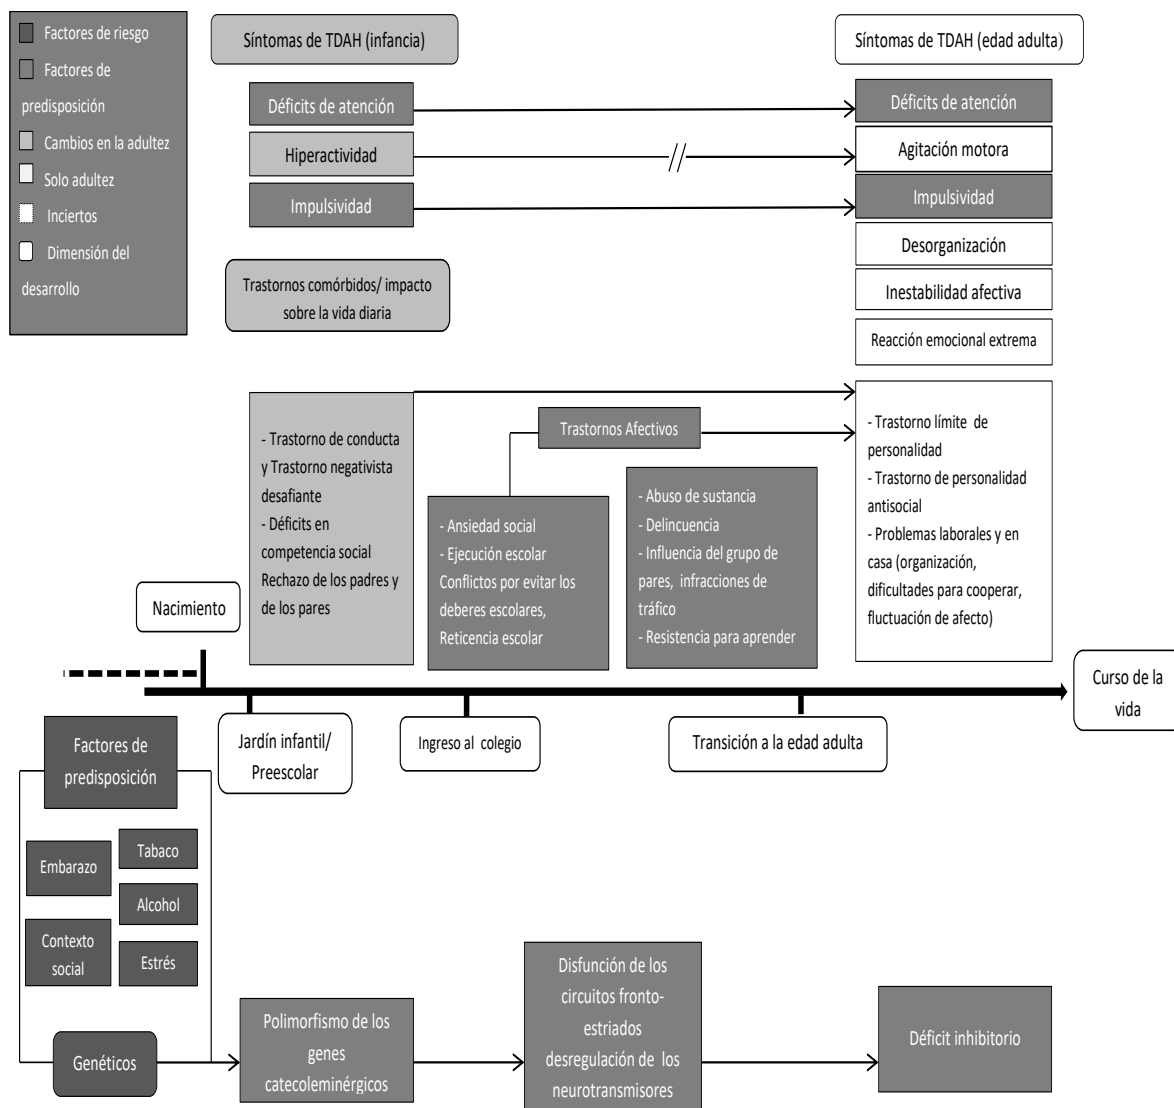 Factores de riesgo
Factores de
predisposición
Cambios en la adultez
Solo adultez
Inciertos
Dimensión del
desarrollo
Síntomas de TDAH (infancia)
Síntomas de TDAH (edad adulta)
Déficits de atención
Déficits de atención
Hiperactividad
Agitación motora
Impulsividad
Impulsividad
Desorganización
Trastornos comórbidos/ impacto
sobre la vida diaria
Inestabilidad afectiva
Reacción emocional extrema
- Trastorno de conducta
y Trastorno negativista
desafiante
- Déficits en
competencia social
Rechazo de los padres y
de los pares
Trastornos Afectivos
- Ansiedad social
- Ejecución escolar
Conflictos por evitar los
deberes escolares,
Reticencia escolar
- Abuso de sustancia
- Delincuencia
- Influencia del grupo de
pares, infracciones de
tráfico
- Resistencia para aprender
- Trastorno límite de
personalidad
- Trastorno de personalidad
antisocial
- Problemas laborales y en
casa (organización,
dificultades para cooperar,
fluctuación de afecto)
Nacimiento
Curso de la
vida
Jardín infantil/
Preescolar
Ingreso al colegio
Transición a la edad adulta
Factores de
predisposición
Embarazo
Tabaco
Alcohol
Contexto
social
Estrés
Genéticos
Polimorfismo de los
genes
catecoleminérgicos
Disfunción de los
circuitos fronto-
estriados
desregulación de los
neurotransmisores
Déficit inhibitorio